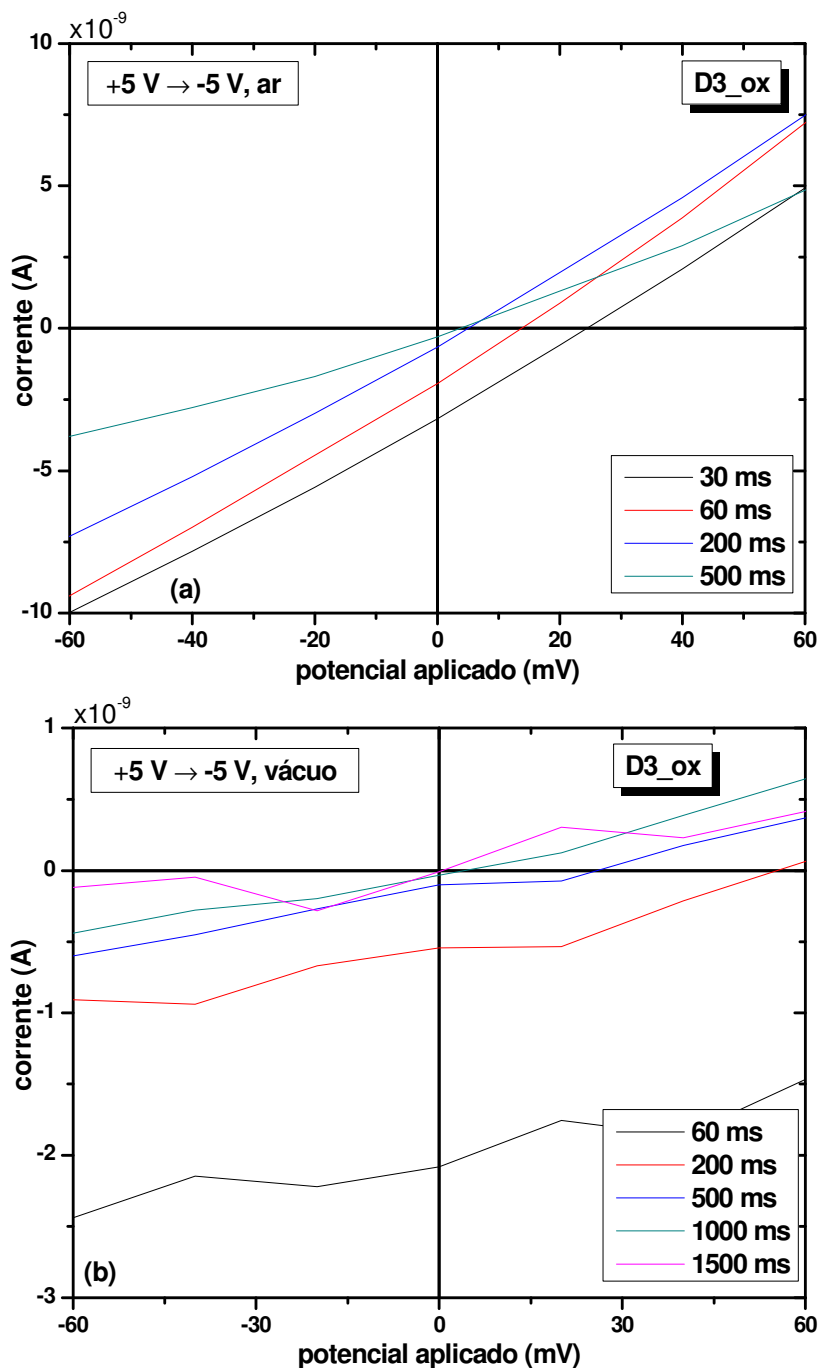 x10⁻⁹
+5 V → -5 V, ar
D3_ox
10
5
0
-5
-10
corrente (A)
30 ms
60 ms
200 ms
500 ms
(a)
-60 -40 -20 0 20 40 60
potencial aplicado (mV)
x10⁻⁹
+5 V → -5 V, vácuo
D3_ox
1
0
-1
-2
-3
corrente (A)
60 ms
200 ms
500 ms
1000 ms
1500 ms
(b)
-60 -30 0 30 60
potencial aplicado (mV)